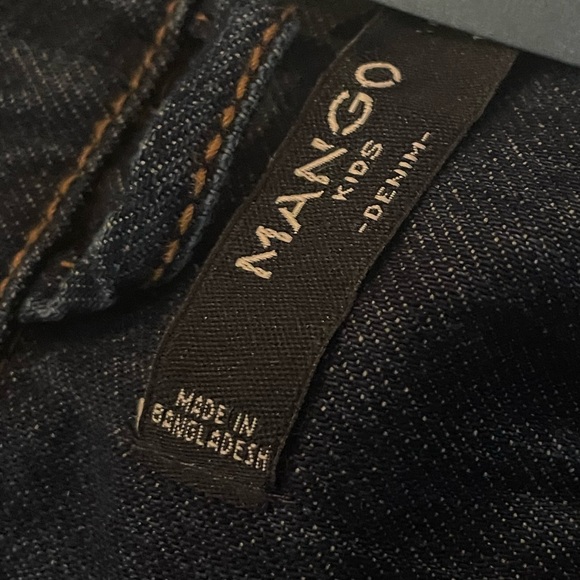 MANGO
KIDS
-DENIM-
MADE IN
BANGLADESH